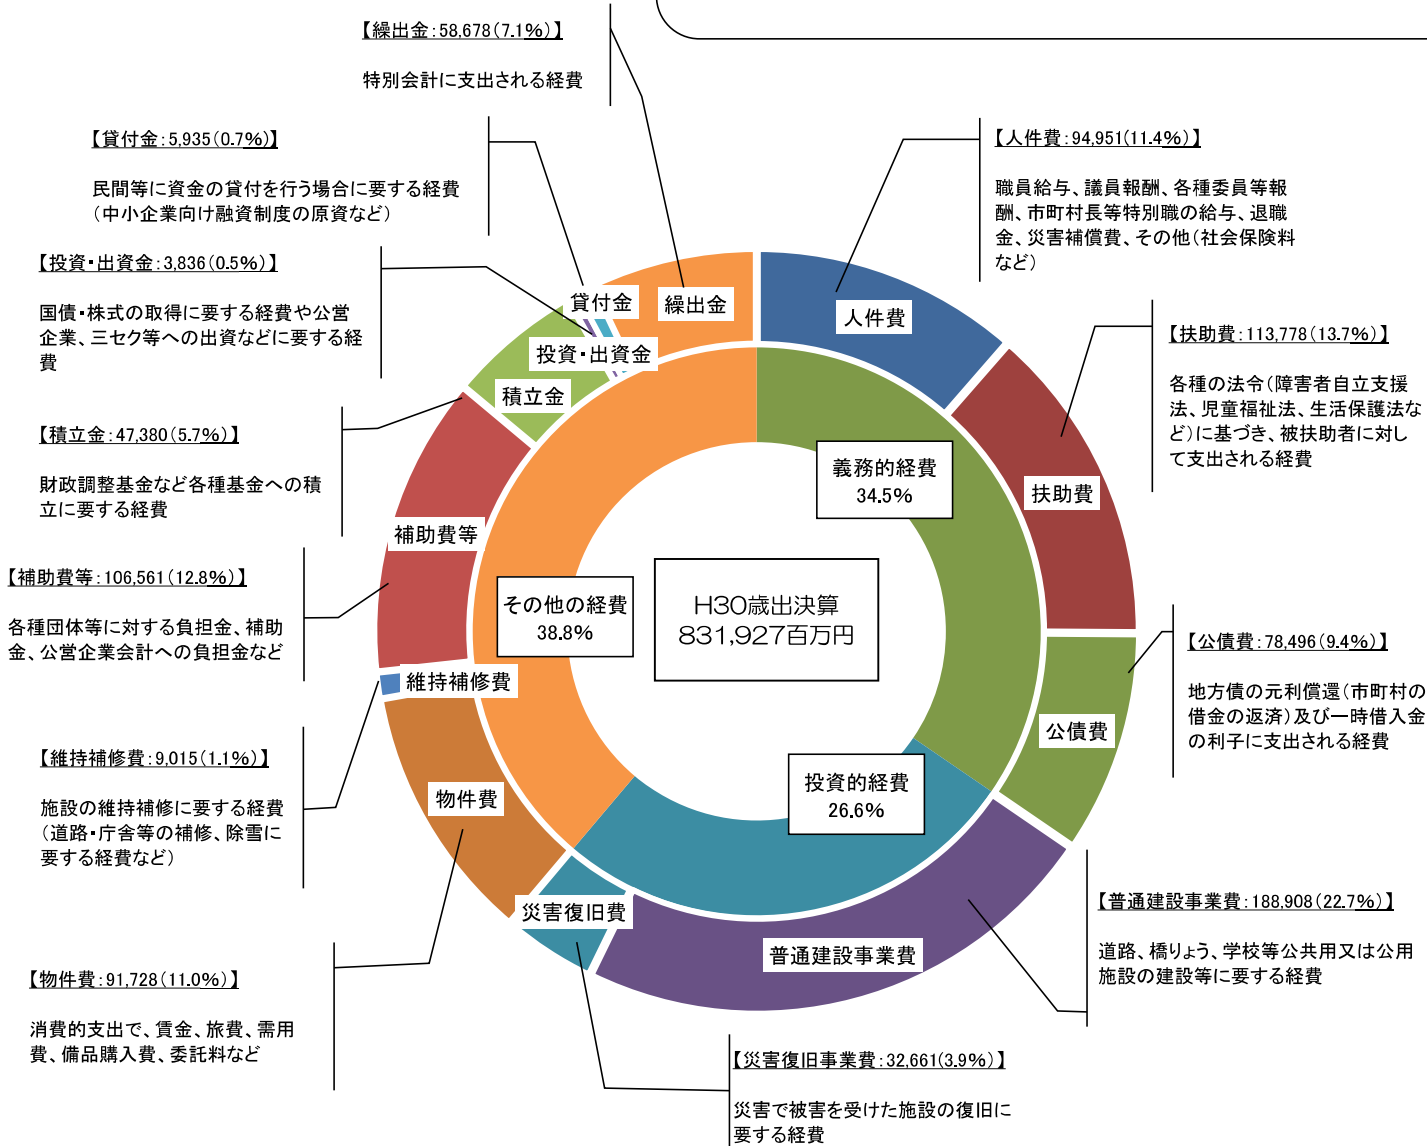 【繰出金:58,678(7.1%)】
特別会計に支出される経費
【貸付金:5,935(0.7%)】
民間等に資金の貸付を行う場合に要する経費
(中小企業向け融資制度の原資など)
【投資・出資金:3,836(0.5%)】
国債・株式の取得に要する経費や公営
企業、三セク等への出資などに要する経
費
【積立金:47,380(5.7%)】
財政調整基金など各種基金への積
立に要する経費
【補助費等:106,561(12.8%)】
各種団体等に対する負担金、補助
金、公営企業会計への負担金など
【維持補修費:9,015(1.1%)】
施設の維持補修に要する経費
(道路・庁舎等の補修、除雪に
要する経費など)
【物件費:91,728(11.0%)】
消費的支出で、賃金、旅費、需用
費、備品購入費、委託料など
【人件費:94,951(11.4%)】
職員給与、議員報酬、各種委員等報
酬、市町村長等特別職の給与、退職
金、災害補償費、その他(社会保険料
など)
【扶助費:113,778(13.7%)】
各種の法令(障害者自立支援
法、児童福祉法、生活保護法な
ど)に基づき、被扶助者に対し
て支出される経費
【公債費:78,496(9.4%)】
地方債の元利償還(市町村の
借金の返済)及び一時借入金
の利子に支出される経費
【普通建設事業費:188,908(22.7%)】
道路、橋りょう、学校等公共用又は公用
施設の建設等に要する経費
【災害復旧事業費:32,661(3.9%)】
災害で被害を受けた施設の復旧に
要する経費
貸付金
繰出金
人件費
投資・出資金
積立金
扶助費
補助費等
維持補修費
公債費
物件費
災害復旧費
普通建設事業費
義務的経費
34.5%
その他の経費
38.8%
投資的経費
26.6%
H30歳出決算
831,927百万円